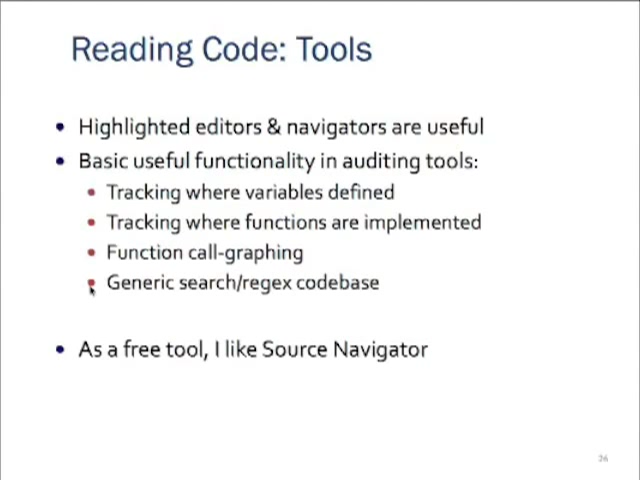 Reading Code: Tools
• Highlighted editors & navigators are useful
• Basic useful functionality in auditing tools:
• Tracking where variables defined
• Tracking where functions are implemented
• Function call-graphing
• Generic search/regex codebase
• As a free tool, I like Source Navigator
26